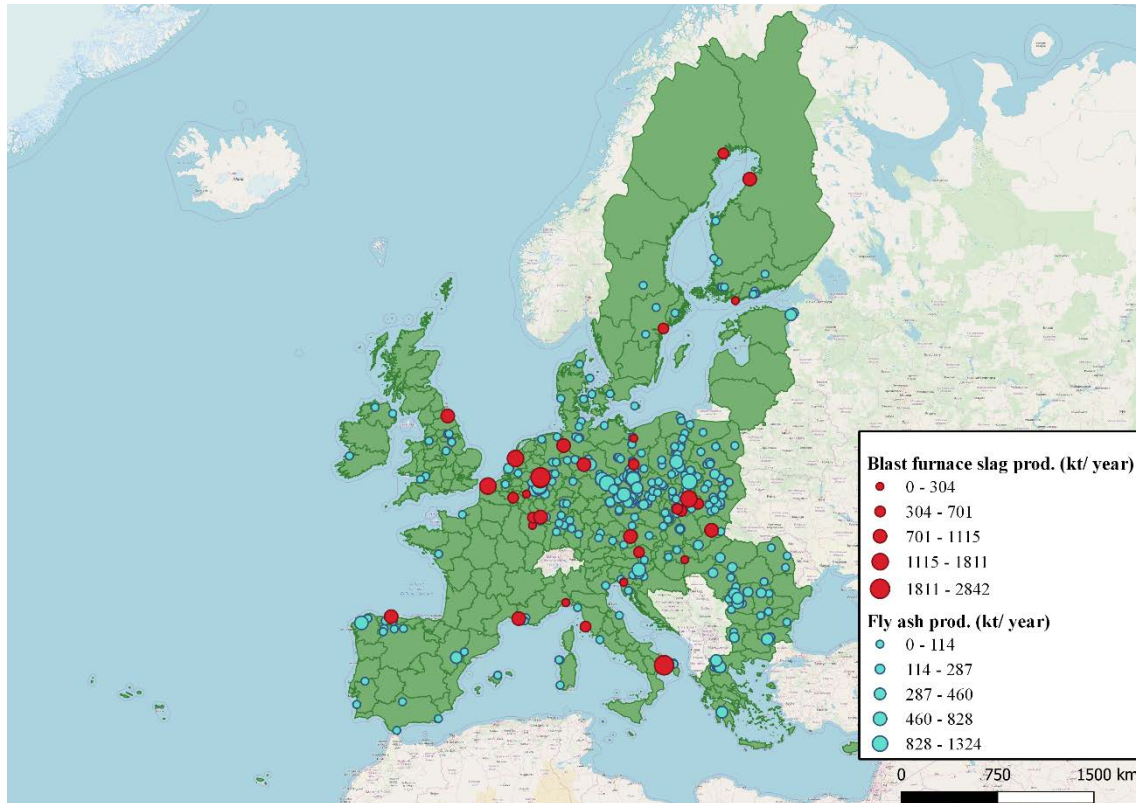 Blast furnace slag prod. (kt/ year)
0 - 304
304 - 701
701 - 1115
1115 - 1811
1811 - 2842
Fly ash prod. (kt/ year)
0 - 114
114 - 287
287 - 460
460 - 828
828 - 1324
0 750 1500 km